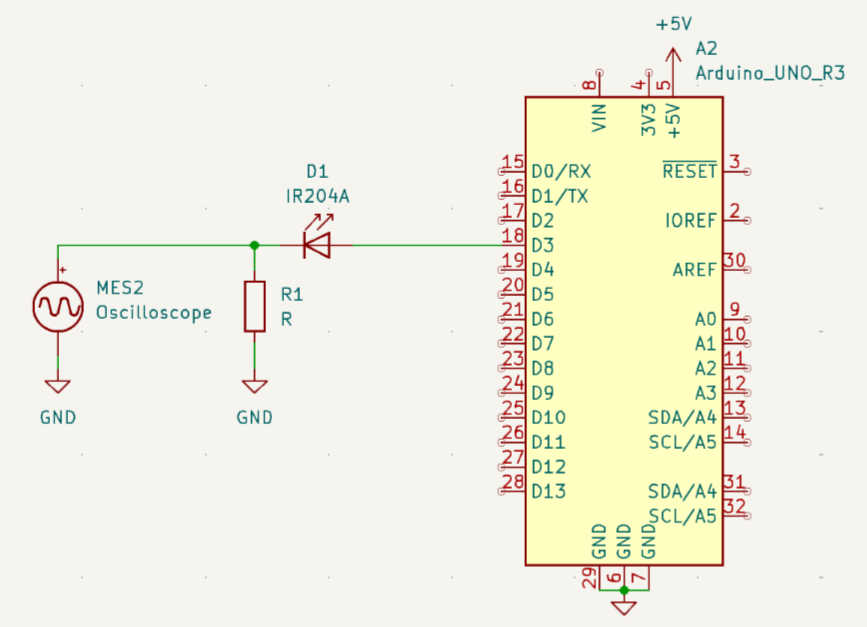 +5V
A2
Arduino_UNO_R3
8
4
5
VIN
3V3
+5V
D1
IR204A
15 D0/RX
16 D1/TX
17 D2
18 D3
19 D4
20 D5
21 D6
22 D7
23 D8
24 D9
25 D10
26 D11
27 D12
28 D13
RESET 3
IOREF 2
AREF 30
A0 9
A1 10
A2 11
A3 12
SDA/A4 13
SCL/A5 14
SDA/A4 31
SCL/A5 32
+
MES2
Oscilloscope
R1
R
GND
GND
GND
GND
GND
29
6
7